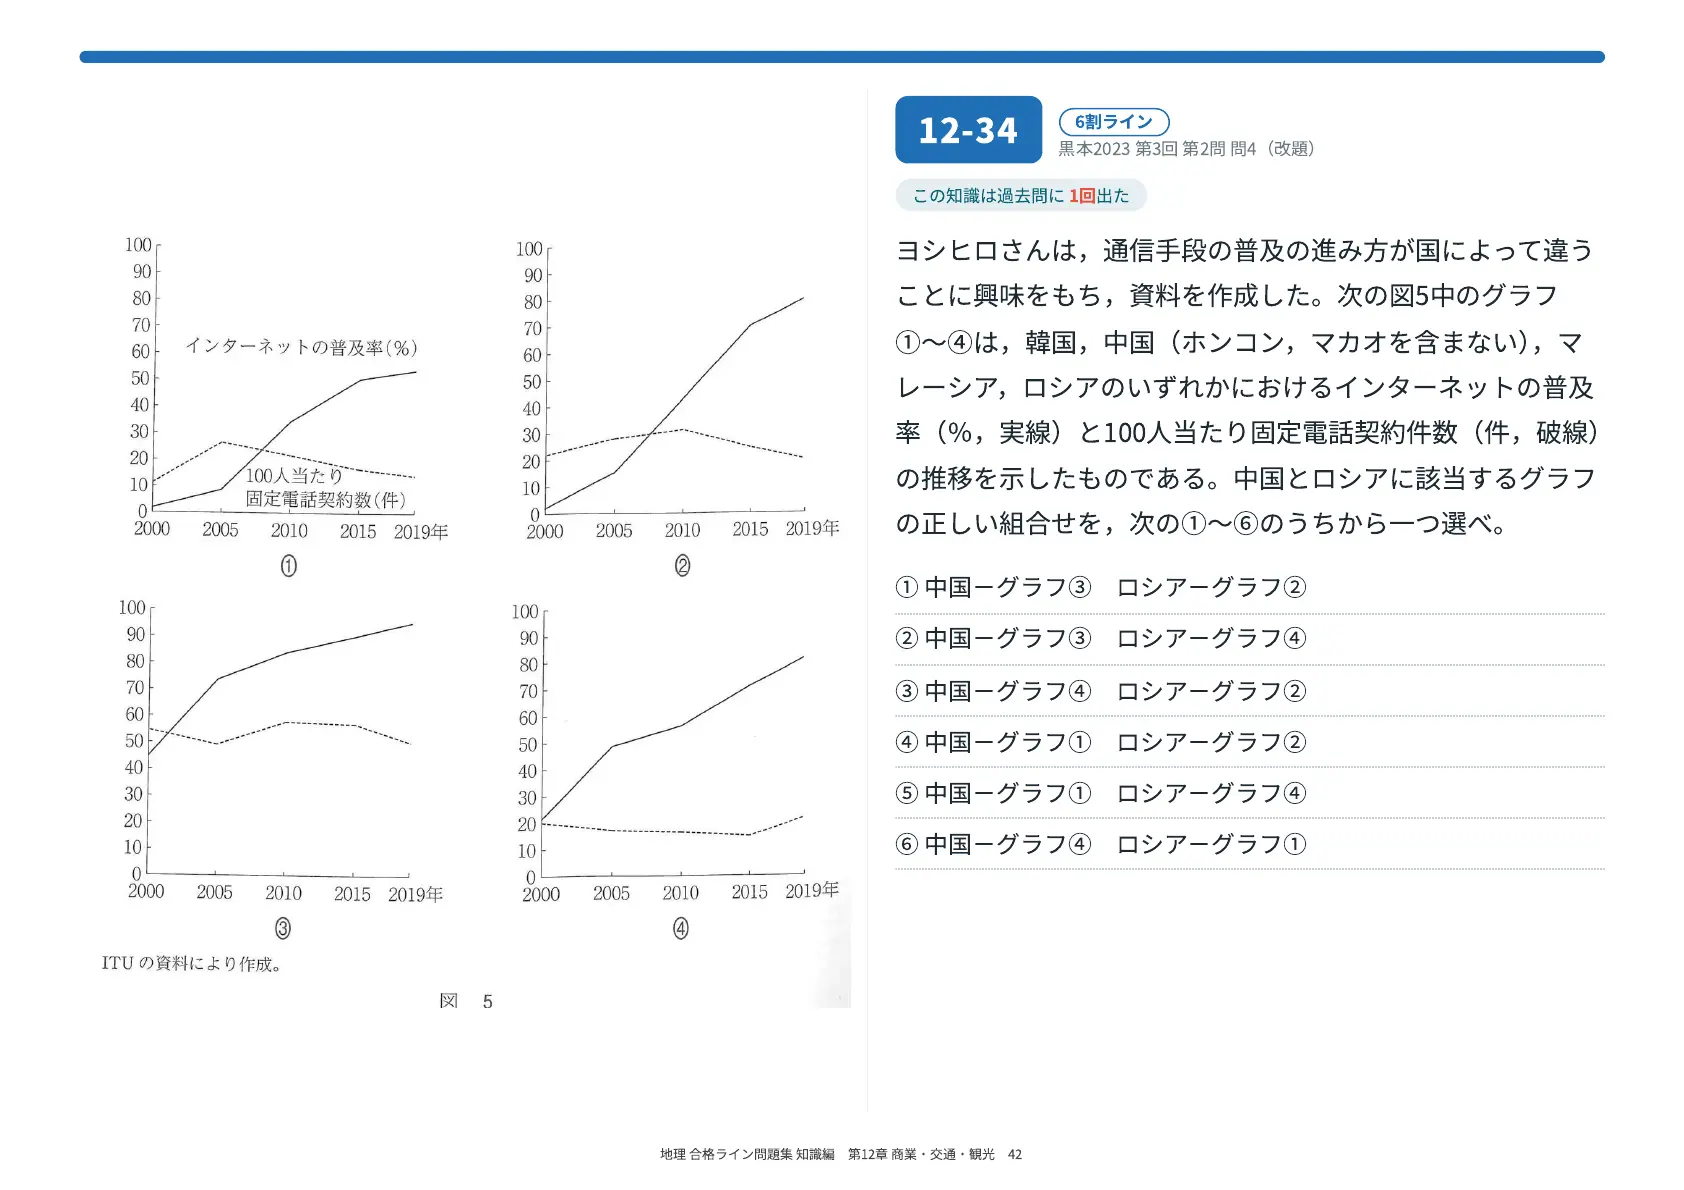 12-34
6割ライン
黒本2023 第3回 第2問 問4（改題）
この知識は過去問に 1回出た
ヨシヒロさんは，通信手段の普及の進み方が国によって違う
ことに興味をもち，資料を作成した。次の図5中のグラフ
①～④は，韓国，中国（ホンコン，マカオを含まない），マ
レーシア，ロシアのいずれかにおけるインターネットの普及
率（%，実線）と100人当たり固定電話契約件数（件，破線）
の推移を示したものである。中国とロシアに該当するグラフ
の正しい組合せを，次の①～⑥のうちから一つ選べ。
① 中国－グラフ③　ロシアーグラフ②
② 中国－グラフ③　ロシアーグラフ④
③ 中国－グラフ④　ロシアーグラフ②
④ 中国－グラフ①　ロシアーグラフ②
⑤ 中国－グラフ①　ロシアーグラフ④
⑥ 中国－グラフ④　ロシアーグラフ①
100
90
80
70
60
50
40
30
20
10
0
インターネットの普及率(%)
100人当たり
固定電話契約数(件)
2000 2005 2010 2015 2019年
①
100
90
80
70
60
50
40
30
20
10
0
2000 2005 2010 2015 2019年
②
100
90
80
70
60
50
40
30
20
10
0
2000 2005 2010 2015 2019年
③
100
90
80
70
60
50
40
30
20
10
0
2000 2005 2010 2015 2019年
④
ITUの資料により作成。
図 5
地理 合格ライン問題集 知識編　第12章 商業・交通・観光　42